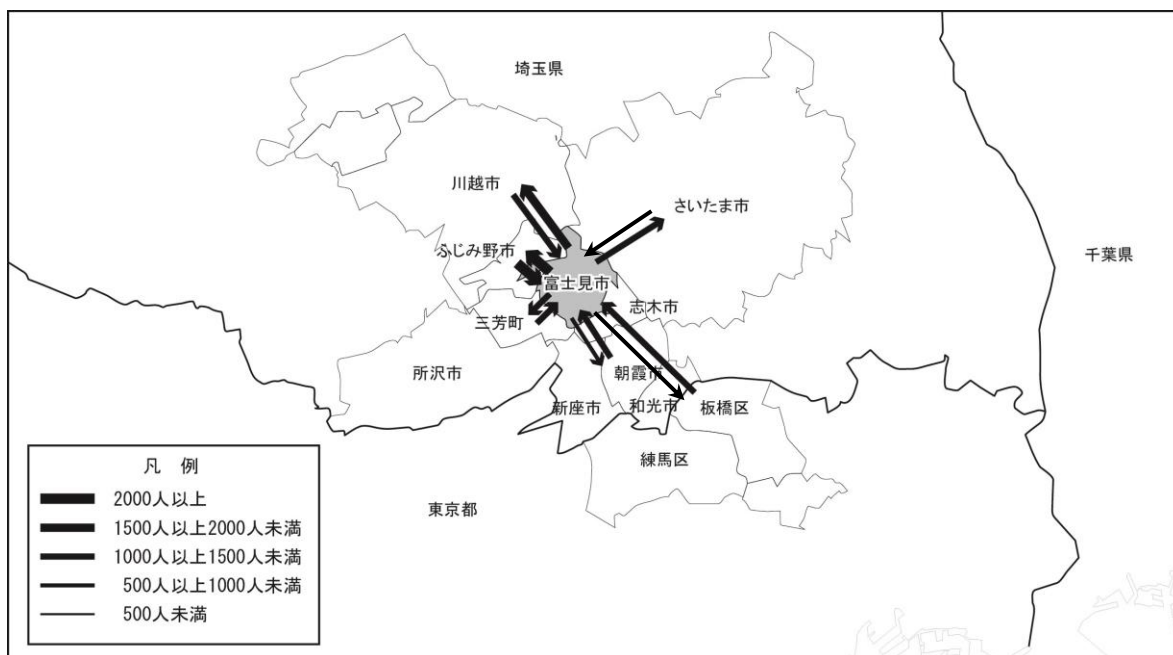 埼玉県
川越市
さいたま市
ふじみ野市
千葉県
富士見市
志木市
三芳町
所沢市
朝霞市
新座市
和光市
板橋区
練馬区
東京都
凡 例
2000人以上
1500人以上2000人未満
1000人以上1500人未満
500人以上1000人未満
500人未満